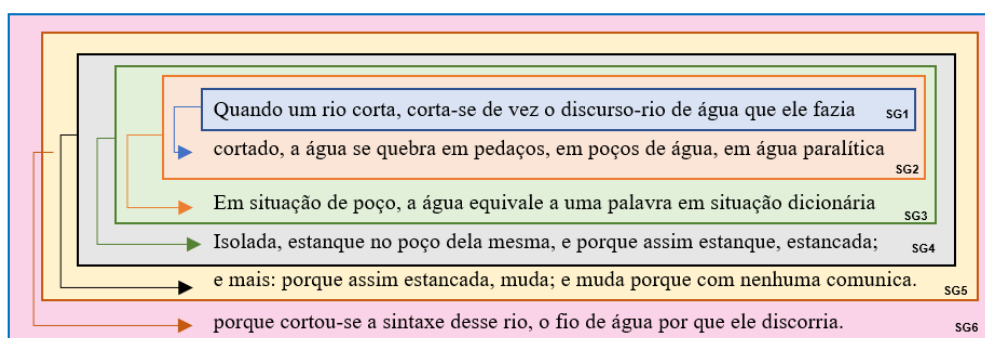 Quando um rio corta, corta-se de vez o discurso-rio de água que ele fazia SG1
cortado, a água se quebra em pedaços, em poços de água, em água paralítica
SG2
Em situação de poço, a água equivale a uma palavra em situação dicionária
SG3
Isolada, estanque no poço dela mesma, e porque assim estanque, estancada; SG4
e mais: porque assim estancada, muda; e muda porque com nenhuma comunica.
SG5
porque cortou-se a sintaxe desse rio, o fio de água por que ele discorria. SG6